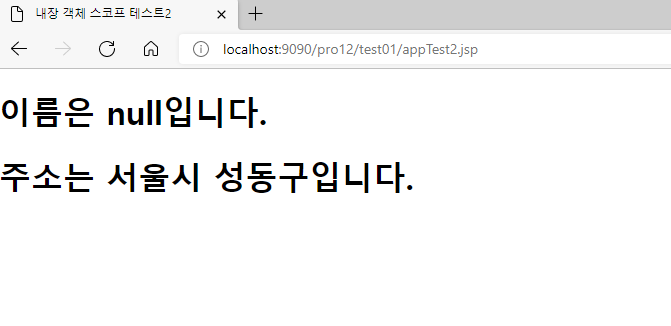 내장 객체 스코프 테스트2
localhost:9090/pro12/test01/appTest2.jsp
이름은 null입니다.
주소는 서울시 성동구입니다.